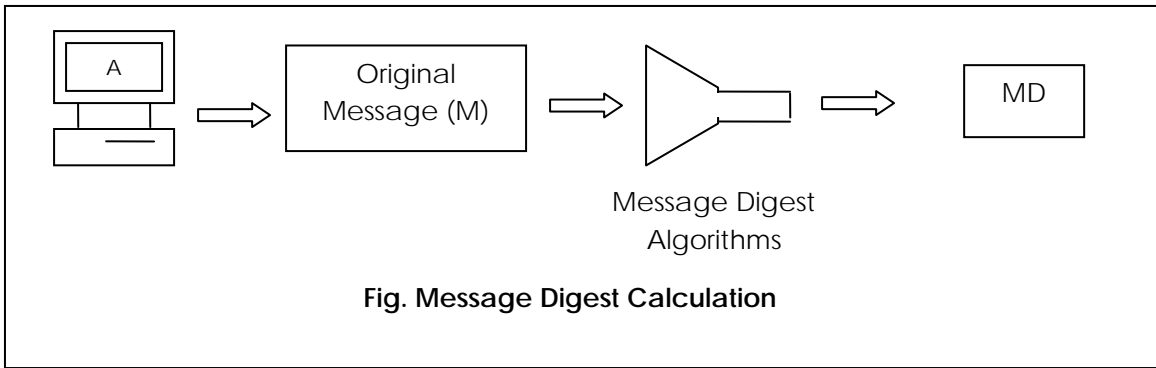 A
Original
Message (M)
MD
Message Digest
Algorithms
Fig. Message Digest Calculation